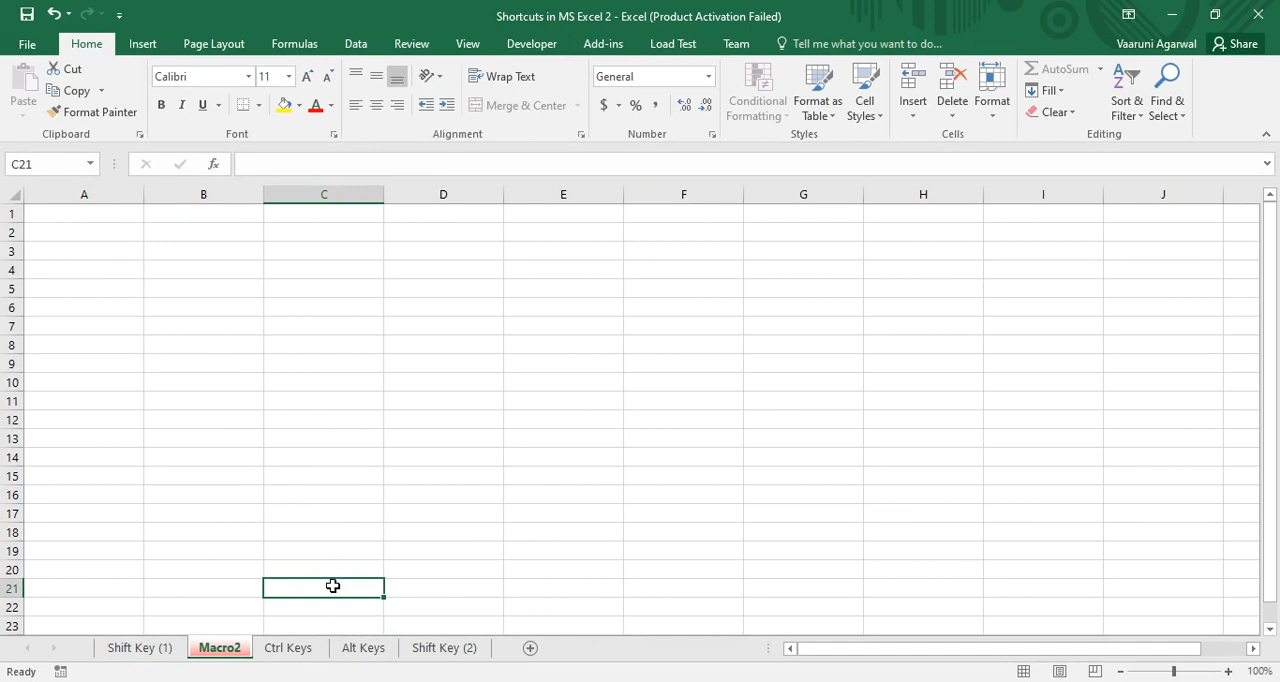 Shortcuts in MS Excel 2 - Excel (Product Activation Failed)
File Home Insert Page Layout Formulas Data Review View Developer Add-ins Load Test Team Tell me what you want to do... Vaaruni Agarwal Share
Paste
Cut
Copy
Format Painter
Clipboard
Calibri 11
B I U A
Font
Wrap Text
Merge & Center
Alignment
General
$ % ,
Number
Conditional Formatting
Format as Table
Cell Styles
Styles
Insert Delete Format
Cells
AutoSum
Fill
Clear
Sort & Filter
Find & Select
Editing
C21 fx
A B C D E F G H I J
1
2
3
4
5
6
7
8
9
10
11
12
13
14
15
16
17
18
19
20
21
22
23
Shift Key (1) Macro2 Ctrl Keys Alt Keys Shift Key (2)
Ready 100%